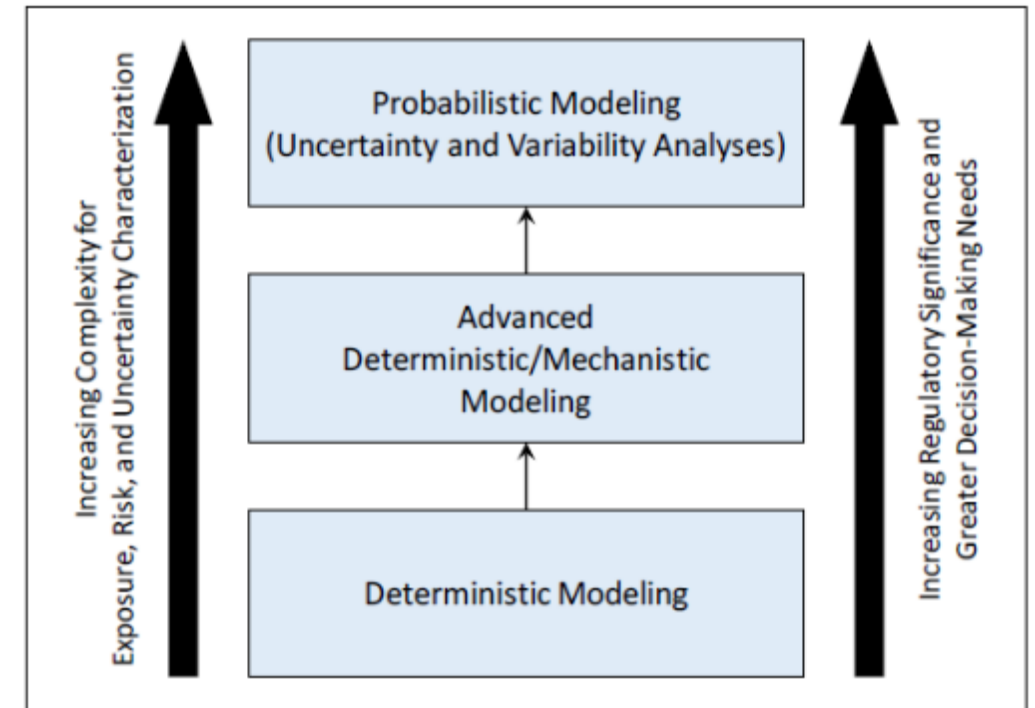 Increasing Complexity for
Exposure, Risk, and Uncertainty Characterization
Probabilistic Modeling
(Uncertainty and Variability Analyses)
Advanced
Deterministic/Mechanistic
Modeling
Deterministic Modeling
Increasing Regulatory Significance and
Greater Decision-Making Needs